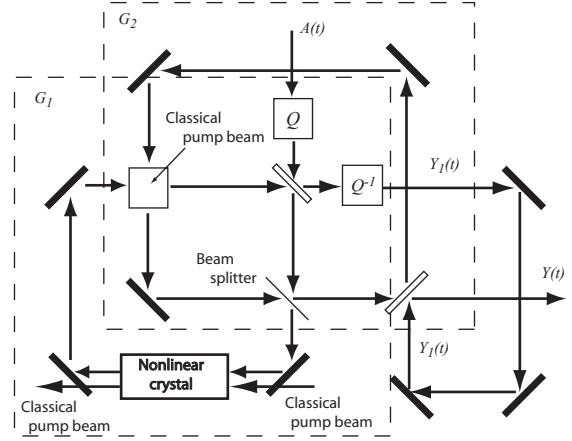 G₂
A(t)
G₁
Classical
pump beam
Q
Q⁻¹
Y₁(t)
Beam
splitter
Y(t)
Y₁(t)
Nonlinear
crystal
Classical
pump beam
Classical
pump beam